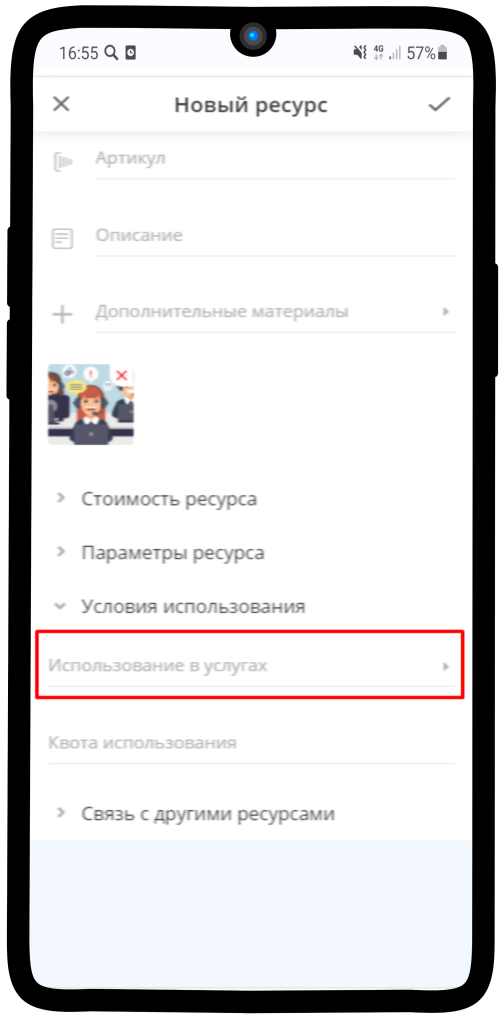 16:55 4G 57%
Новый ресурс
Артикул
Описание
Дополнительные материалы
Стоимость ресурса
Параметры ресурса
Условия использования
Использование в услугах
Квота использования
Связь с другими ресурсами